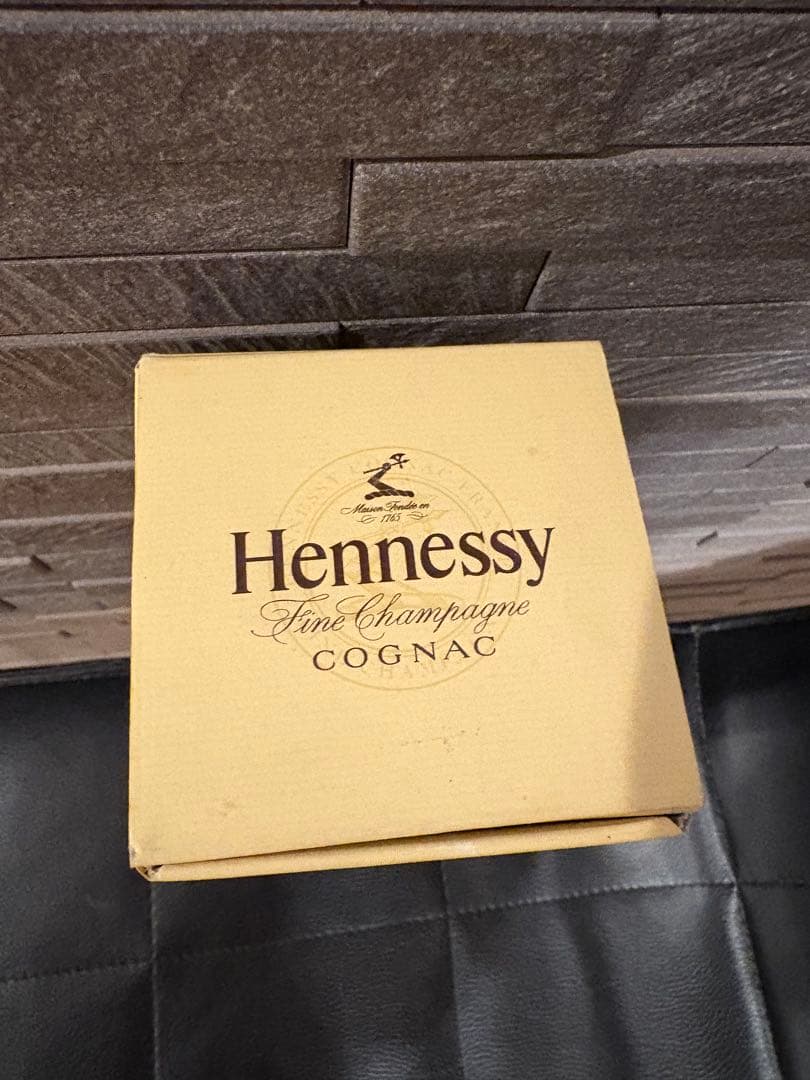 Maison Fondée en
1765
Hennessy
Fine Champagne
COGNAC